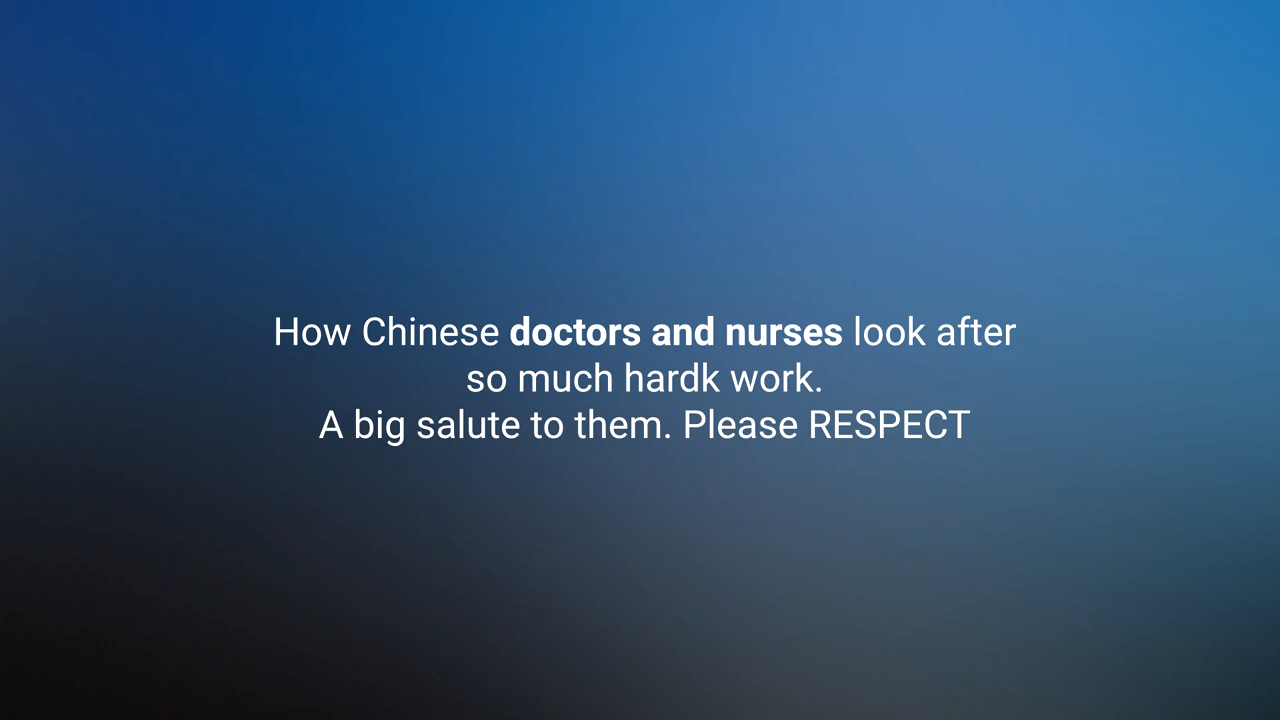 How Chinese doctors and nurses look after
so much hardk work.
A big salute to them. Please RESPECT